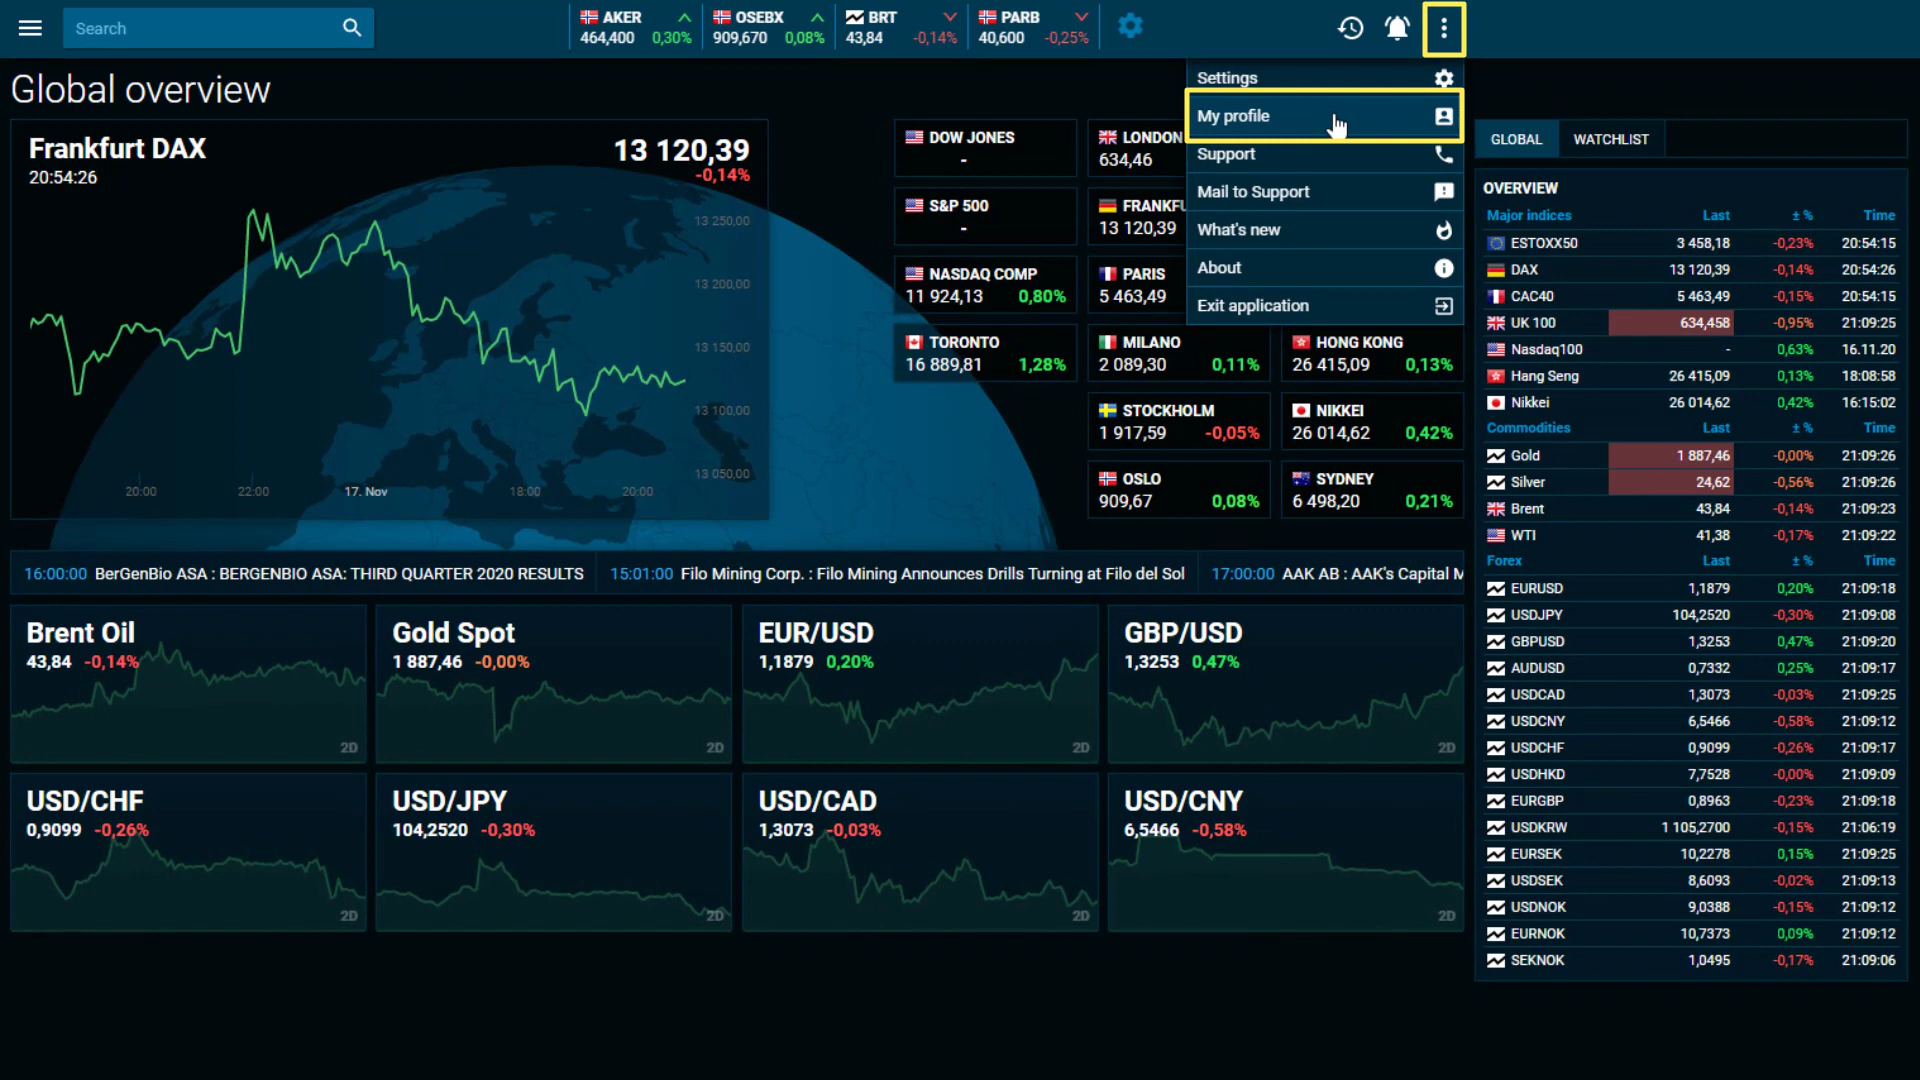 Search
AKER
464,400 0,30%
OSEBX
909,670 0,08%
BRT
43,84 -0,14%
PARB
40,600 -0,25%
Global overview
Frankfurt DAX
20:54:26
13 120,39
-0,14%
13 250,00
13 200,00
13 150,00
13 100,00
13 050,00
20:00 22:00 17. Nov 18:00 20:00
DOW JONES
-
S&P 500
-
NASDAQ COMP
11 924,13 0,80%
TORONTO
16 889,81 1,28%
LONDON
634,46
FRANKFU
13 120,39
PARIS
5 463,49
MILANO
2 089,30 0,11%
STOCKHOLM
1 917,59 -0,05%
OSLO
909,67 0,08%
HONG KONG
26 415,09 0,13%
NIKKEI
26 014,62 0,42%
SYDNEY
6 498,20 0,21%
Settings
My profile
Support
Mail to Support
What's new
About
Exit application
16:00:00 BerGenBio ASA : BERGENBIO ASA: THIRD QUARTER 2020 RESULTS 15:01:00 Filo Mining Corp. : Filo Mining Announces Drills Turning at Filo del Sol 17:00:00 AAK AB : AAK's Capital M
Brent Oil
43,84 -0,14%
2D
Gold Spot
1 887,46 -0,00%
2D
EUR/USD
1,1879 0,20%
2D
GBP/USD
1,3253 0,47%
2D
USD/CHF
0,9099 -0,26%
2D
USD/JPY
104,2520 -0,30%
2D
USD/CAD
1,3073 -0,03%
2D
USD/CNY
6,5466 -0,58%
2D
GLOBAL WATCHLIST
OVERVIEW
Major indices Last ± % Time
ESTOXX50 3 458,18 -0,23% 20:54:15
DAX 13 120,39 -0,14% 20:54:26
CAC40 5 463,49 -0,15% 20:54:15
UK 100 634,458 -0,95% 21:09:25
Nasdaq100 - 0,63% 16.11.20
Hang Seng 26 415,09 0,13% 18:08:58
Nikkei 26 014,62 0,42% 16:15:02
Commodities Last ± % Time
Gold 1 887,46 -0,00% 21:09:26
Silver 24,62 -0,56% 21:09:26
Brent 43,84 -0,14% 21:09:23
WTI 41,38 -0,17% 21:09:22
Forex Last ± % Time
EURUSD 1,1879 0,20% 21:09:18
USDJPY 104,2520 -0,30% 21:09:08
GBPUSD 1,3253 0,47% 21:09:20
AUDUSD 0,7332 0,25% 21:09:17
USDCAD 1,3073 -0,03% 21:09:25
USDCNY 6,5466 -0,58% 21:09:12
USDCHF 0,9099 -0,26% 21:09:17
USDHKD 7,7528 -0,00% 21:09:09
EURGBP 0,8963 -0,23% 21:09:18
USDKRW 1 105,2700 -0,15% 21:06:19
EURSEK 10,2278 0,15% 21:09:25
USDSEK 8,6093 -0,02% 21:09:13
USDNOK 9,0388 -0,15% 21:09:12
EURNOK 10,7373 0,09% 21:09:12
SEKNOK 1,0495 -0,17% 21:09:06